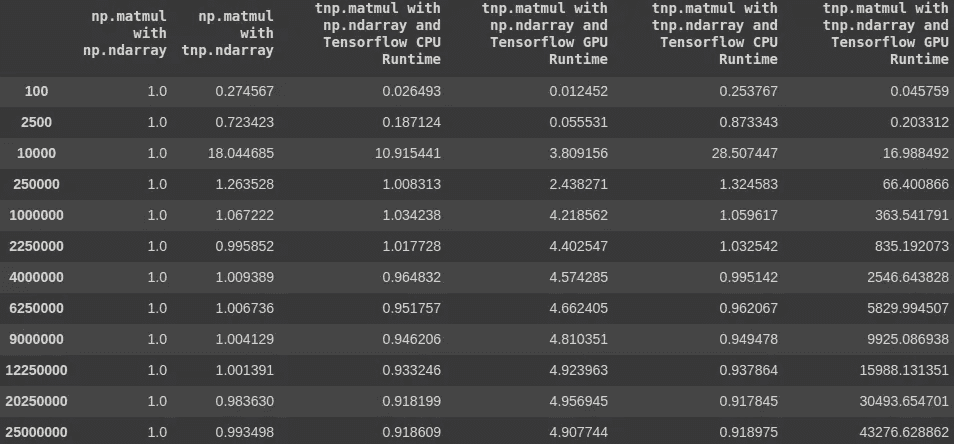 np.matmul with np.ndarray np.matmul with tnp.ndarray tnp.matmul with np.ndarray and Tensorflow CPU Runtime tnp.matmul with np.ndarray and Tensorflow GPU Runtime tnp.matmul with tnp.ndarray and Tensorflow CPU Runtime tnp.matmul with tnp.ndarray and Tensorflow GPU Runtime
100 1.0 0.274567 0.026493 0.012452 0.253767 0.045759
2500 1.0 0.723423 0.187124 0.055531 0.873343 0.203312
10000 1.0 18.044685 10.915441 3.809156 28.507447 16.988492
250000 1.0 1.263528 1.008313 2.438271 1.324583 66.400866
1000000 1.0 1.067222 1.034238 4.218562 1.059617 363.541791
2250000 1.0 0.995852 1.017728 4.402547 1.032542 835.192073
4000000 1.0 1.009389 0.964832 4.574285 0.995142 2546.643828
6250000 1.0 1.006736 0.951757 4.662405 0.962067 5829.994507
9000000 1.0 1.004129 0.946206 4.810351 0.949478 9925.086938
12250000 1.0 1.001391 0.933246 4.923963 0.937864 15988.131351
20250000 1.0 0.983630 0.918199 4.956945 0.917845 30493.654701
25000000 1.0 0.993498 0.918609 4.907744 0.918975 43276.628862